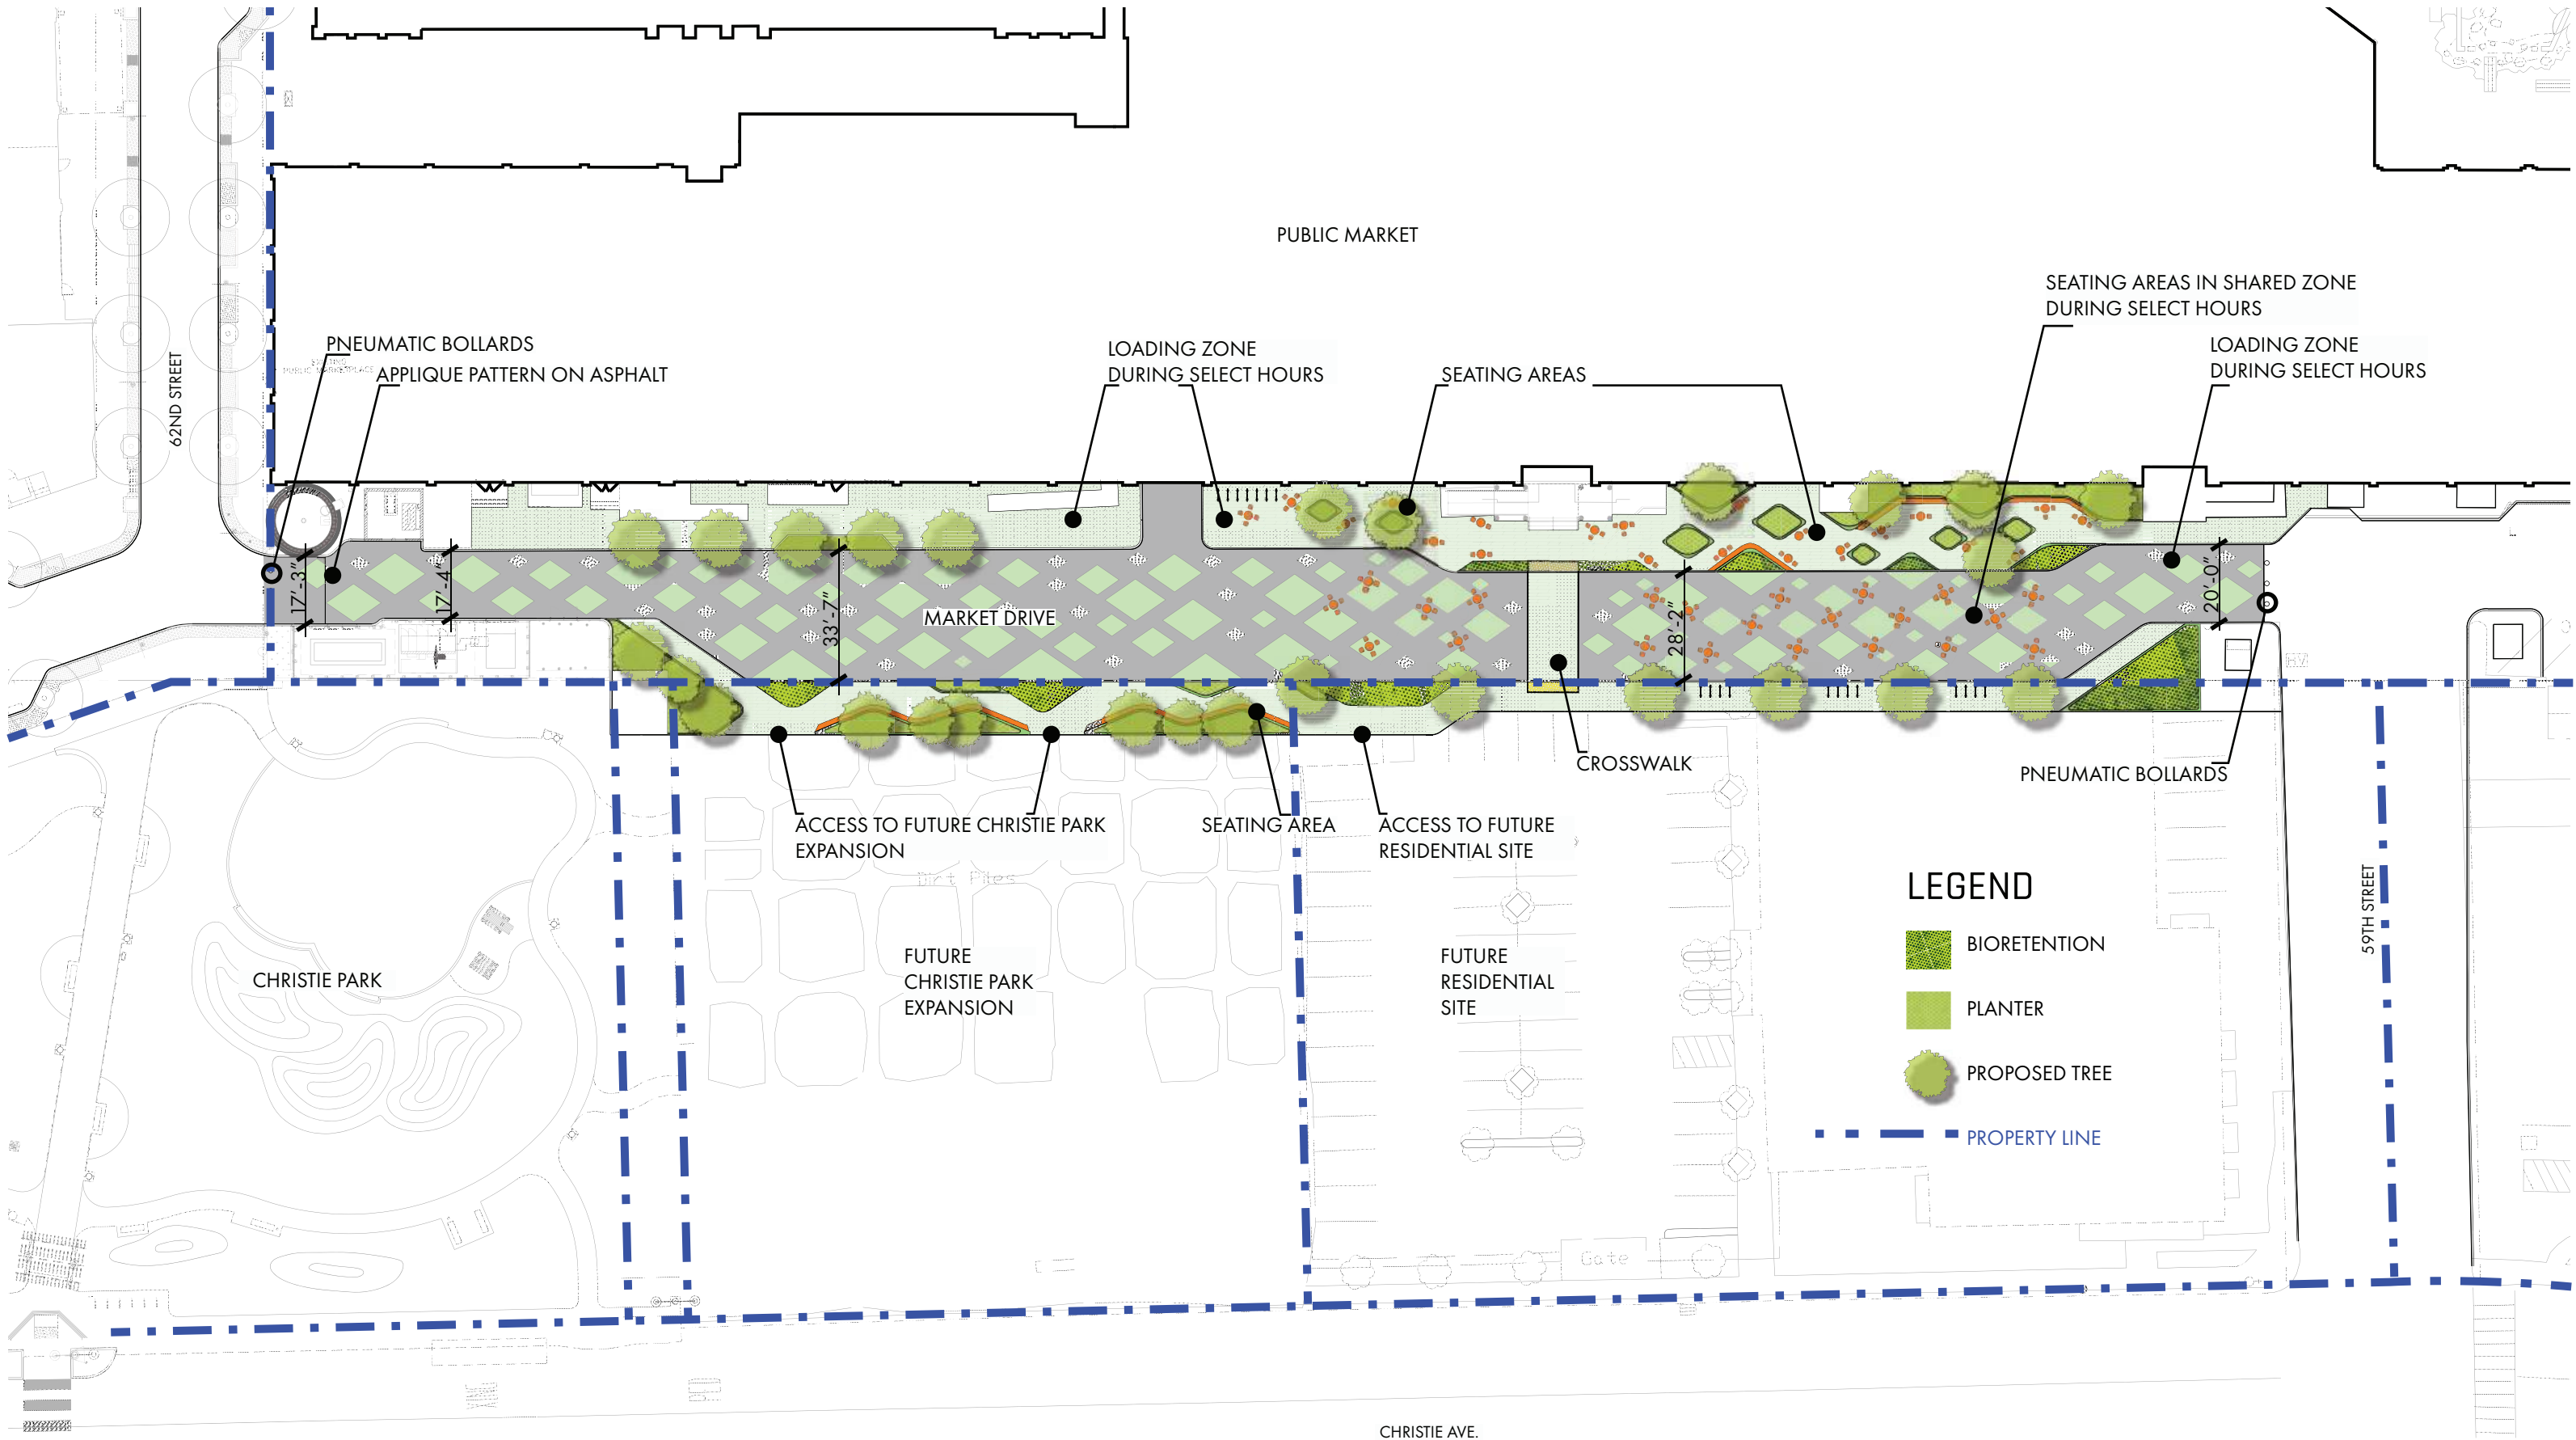 PUBLIC MARKET
SEATING AREAS IN SHARED ZONE
DURING SELECT HOURS
PNEUMATIC BOLLARDS
APPLIQUE PATTERN ON ASPHALT
LOADING ZONE
DURING SELECT HOURS
SEATING AREAS
LOADING ZONE
DURING SELECT HOURS
62ND STREET
17'-3"
17'-4"
33'-7"
MARKET DRIVE
28'-2"
20'-0"
CROSSWALK
PNEUMATIC BOLLARDS
ACCESS TO FUTURE CHRISTIE PARK
EXPANSION
SEATING AREA
ACCESS TO FUTURE
RESIDENTIAL SITE
Dirt Piles
CHRISTIE PARK
FUTURE
CHRISTIE PARK
EXPANSION
FUTURE
RESIDENTIAL
SITE
LEGEND
BIORETENTION
PLANTER
PROPOSED TREE
PROPERTY LINE
59TH STREET
Gate
CHRISTIE AVE.